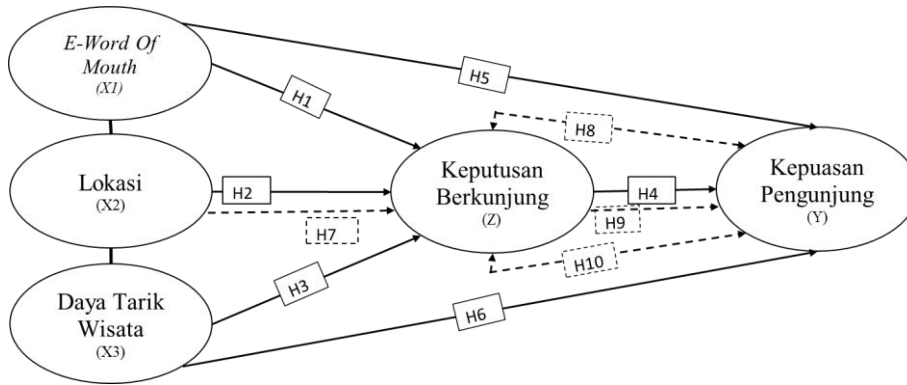 E-Word Of
Mouth
(X1)
H5
H1
H8
Lokasi
(X2)
H2
H7
Keputusan
Berkunjung
(Z)
H4
H9
Kepuasan
Pengunjung
(Y)
H10
H3
Daya Tarik
Wisata
(X3)
H6